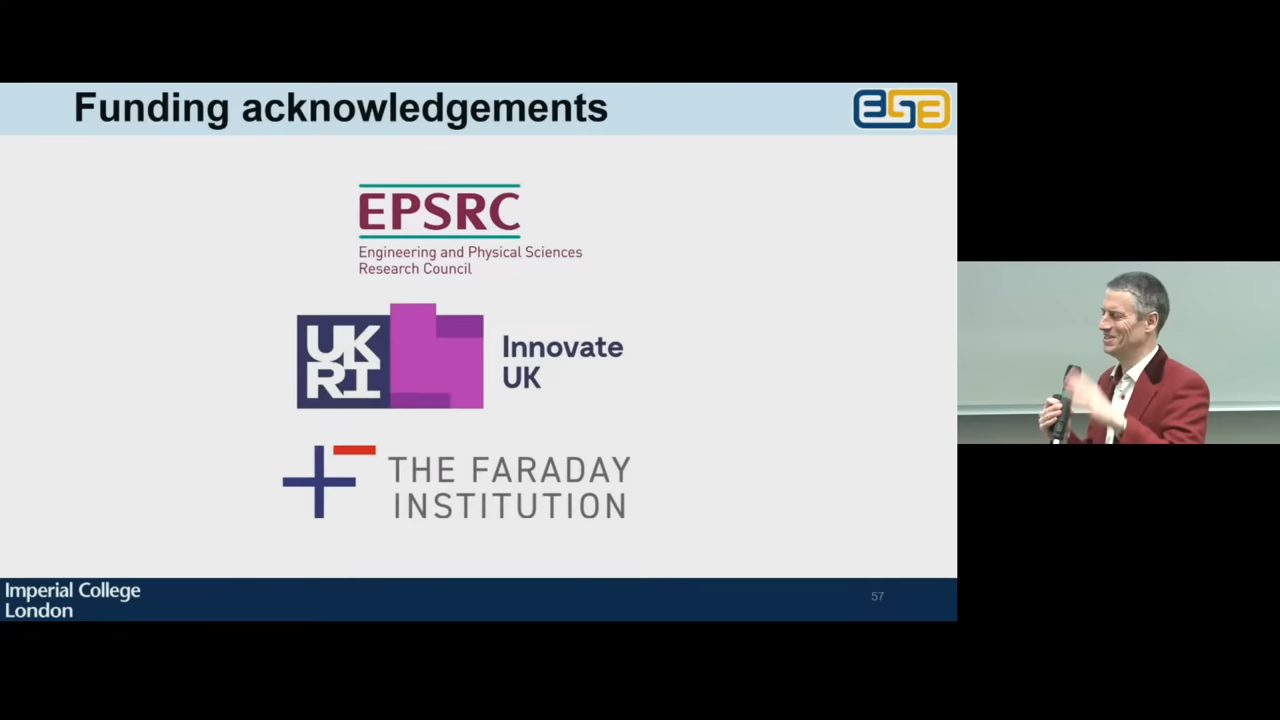 Funding acknowledgements
ESE
EPSRC
Engineering and Physical Sciences
Research Council
UK
RI
Innovate
UK
THE FARADAY
INSTITUTION
Imperial College
London
57